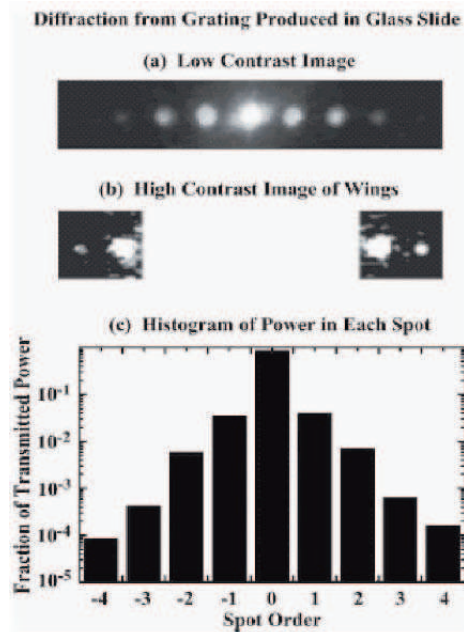 Diffraction from Grating Produced in Glass Slide
(a) Low Contrast Image
(b) High Contrast Image of Wings
(c) Histogram of Power in Each Spot
Fraction of Transmitted Power
10-1
10-2
10-3
10-4
10-5
-4 -3 -2 -1 0 1 2 3 4
Spot Order